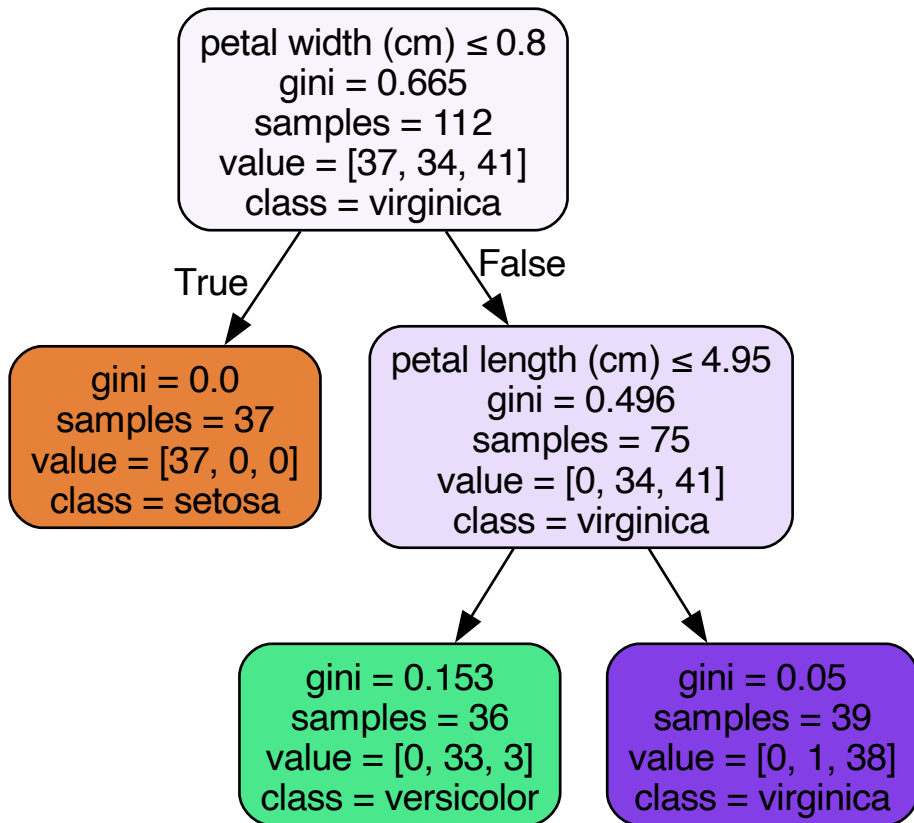 petal width (cm) ≤ 0.8
gini = 0.665
samples = 112
value = [37, 34, 41]
class = virginica
True
False
gini = 0.0
samples = 37
value = [37, 0, 0]
class = setosa
petal length (cm) ≤ 4.95
gini = 0.496
samples = 75
value = [0, 34, 41]
class = virginica
gini = 0.153
samples = 36
value = [0, 33, 3]
class = versicolor
gini = 0.05
samples = 39
value = [0, 1, 38]
class = virginica